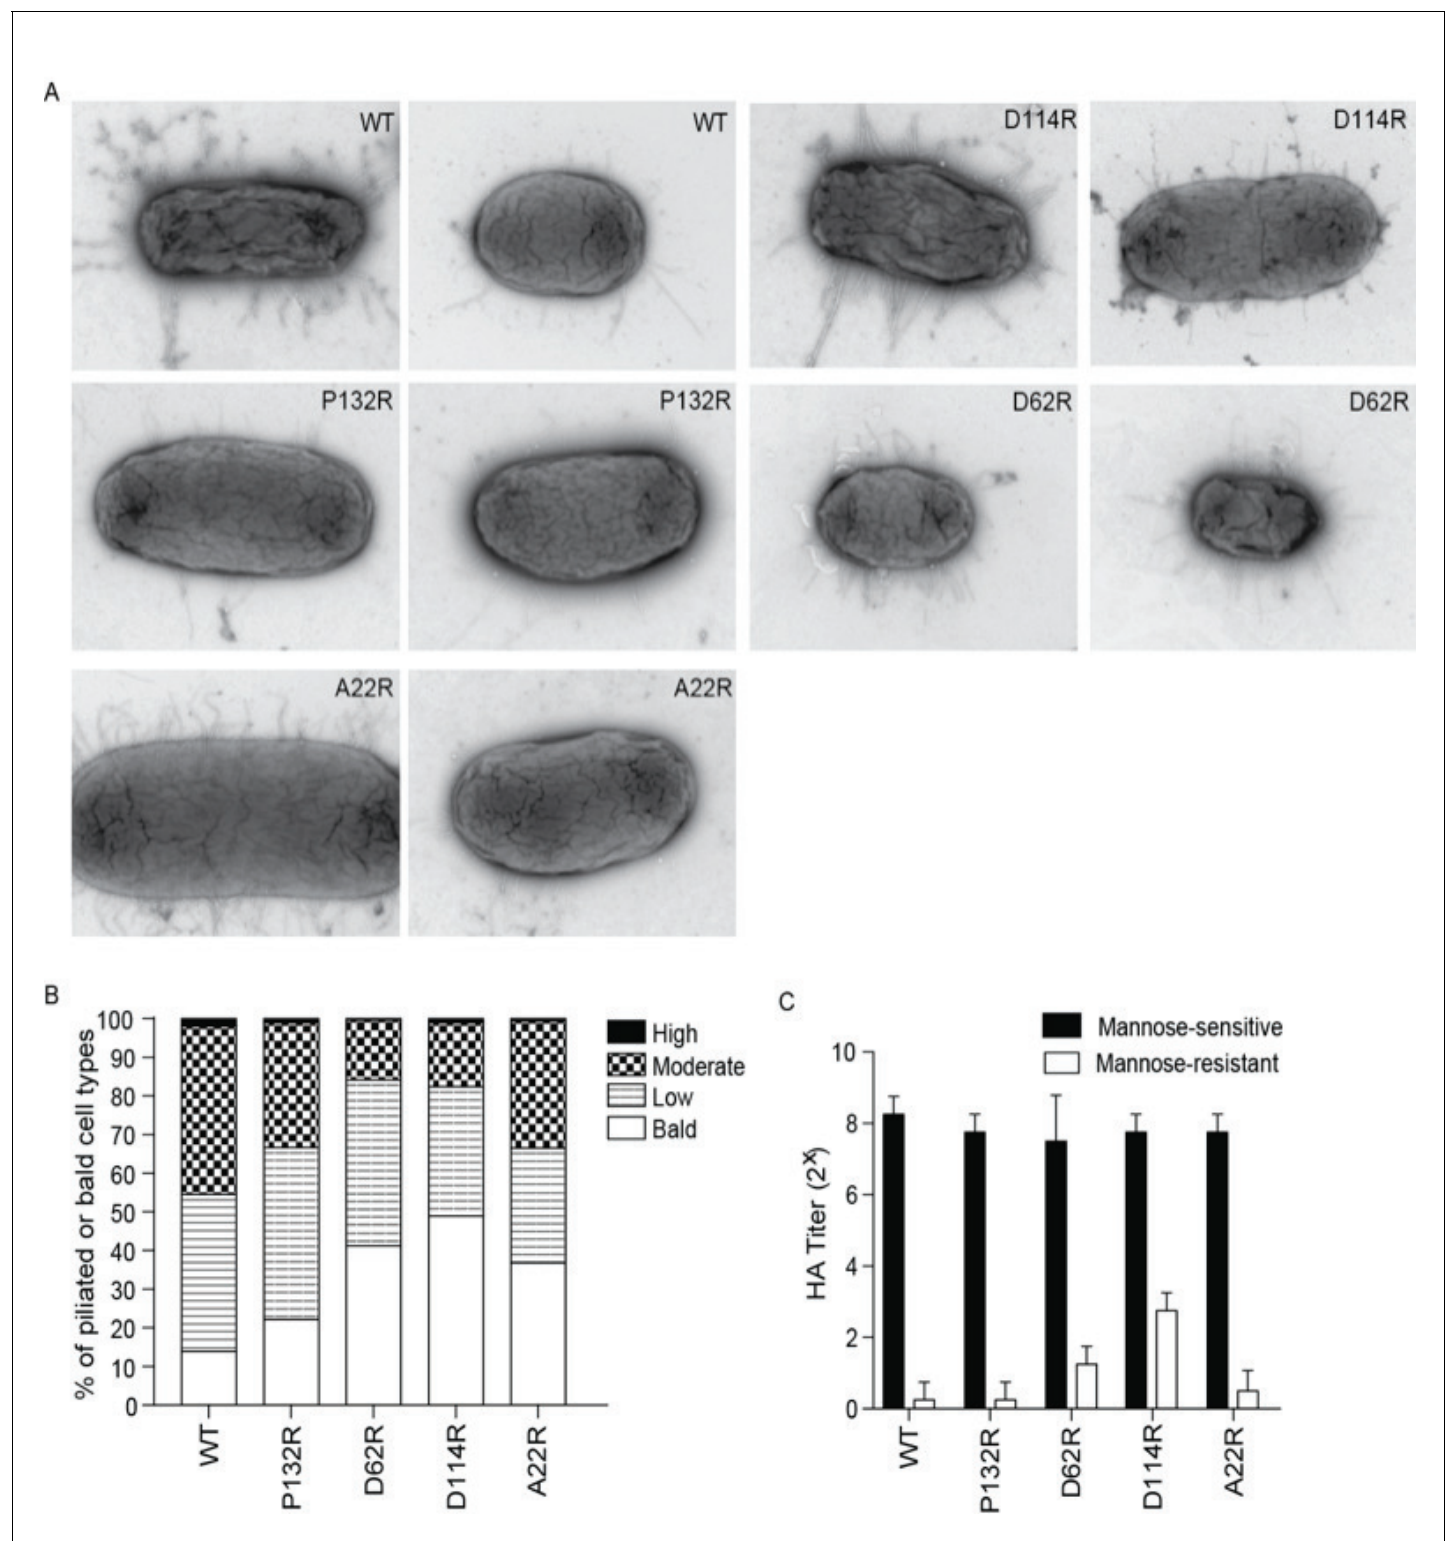 A
WT
WT
D114R
D114R
P132R
P132R
D62R
D62R
A22R
A22R
B
% of piliated or bald cell types
100
90
80
70
60
50
40
30
20
10
0
WT
P132R
D62R
D114R
A22R
High
Moderate
Low
Bald
C
Mannose-sensitive
Mannose-resistant
HA Titer (2^x)
10
8
6
4
2
0
WT
P132R
D62R
D114R
A22R